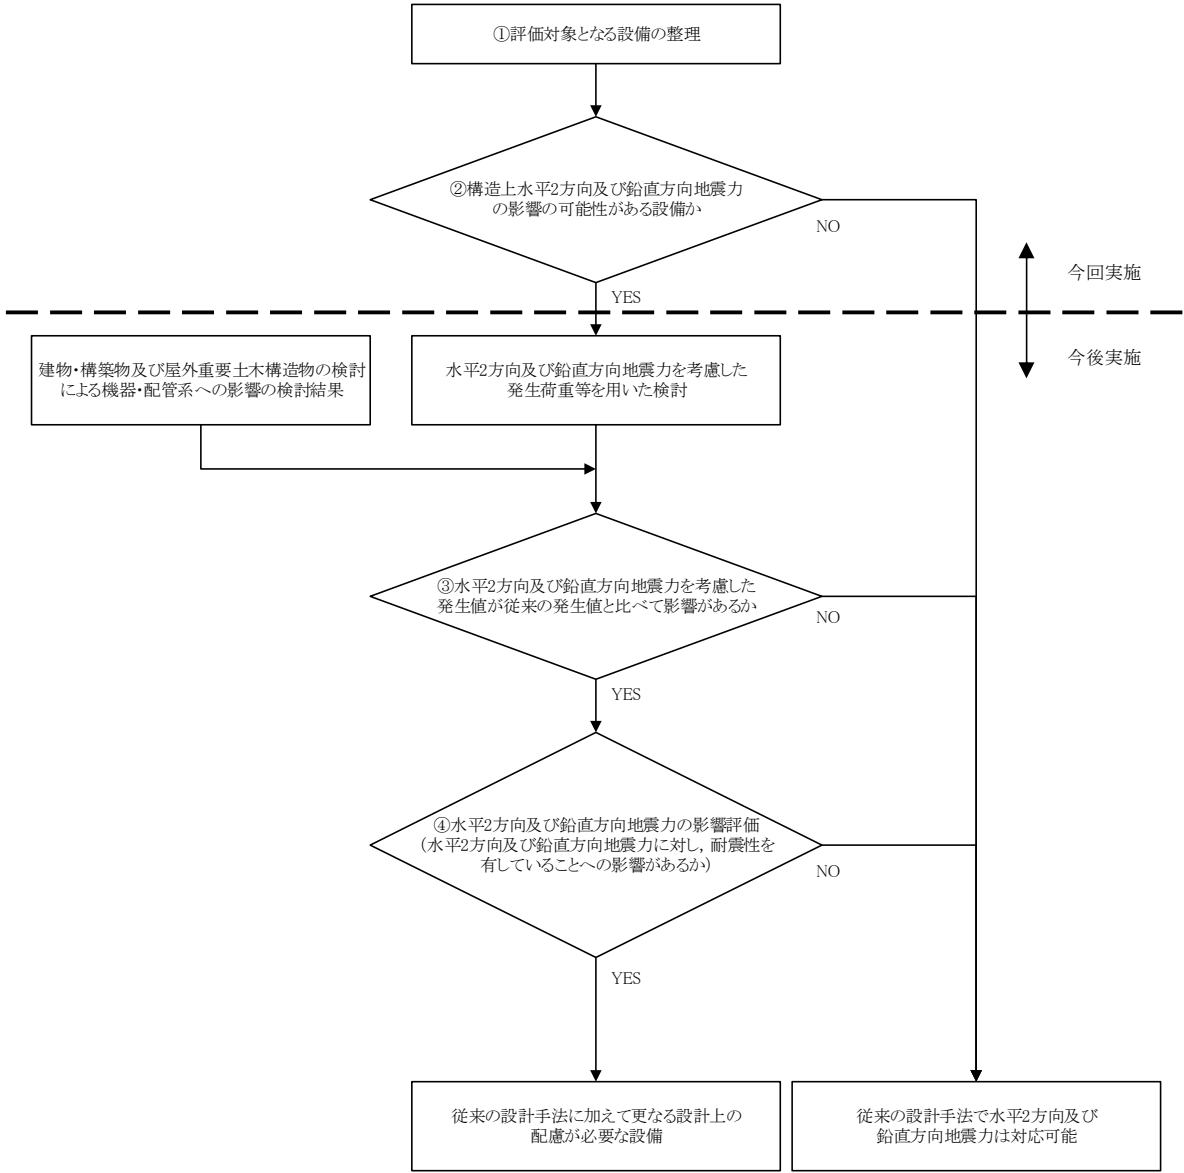 ①評価対象となる設備の整理
②構造上水平2方向及び鉛直方向地震力
の影響の可能性がある設備か
NO
YES
今回実施
今後実施
建物・構築物及び屋外重要土木構造物の検討
による機器・配管系への影響の検討結果
水平2方向及び鉛直方向地震力を考慮した
発生荷重等を用いた検討
③水平2方向及び鉛直方向地震力を考慮した
発生値が従来の発生値と比べて影響があるか
NO
YES
④水平2方向及び鉛直方向地震力の影響評価
（水平2方向及び鉛直方向地震力に対し，耐震性を
有していることへの影響があるか）
NO
YES
従来の設計手法に加えて更なる設計上の
配慮が必要な設備
従来の設計手法で水平2方向及び
鉛直方向地震力は対応可能